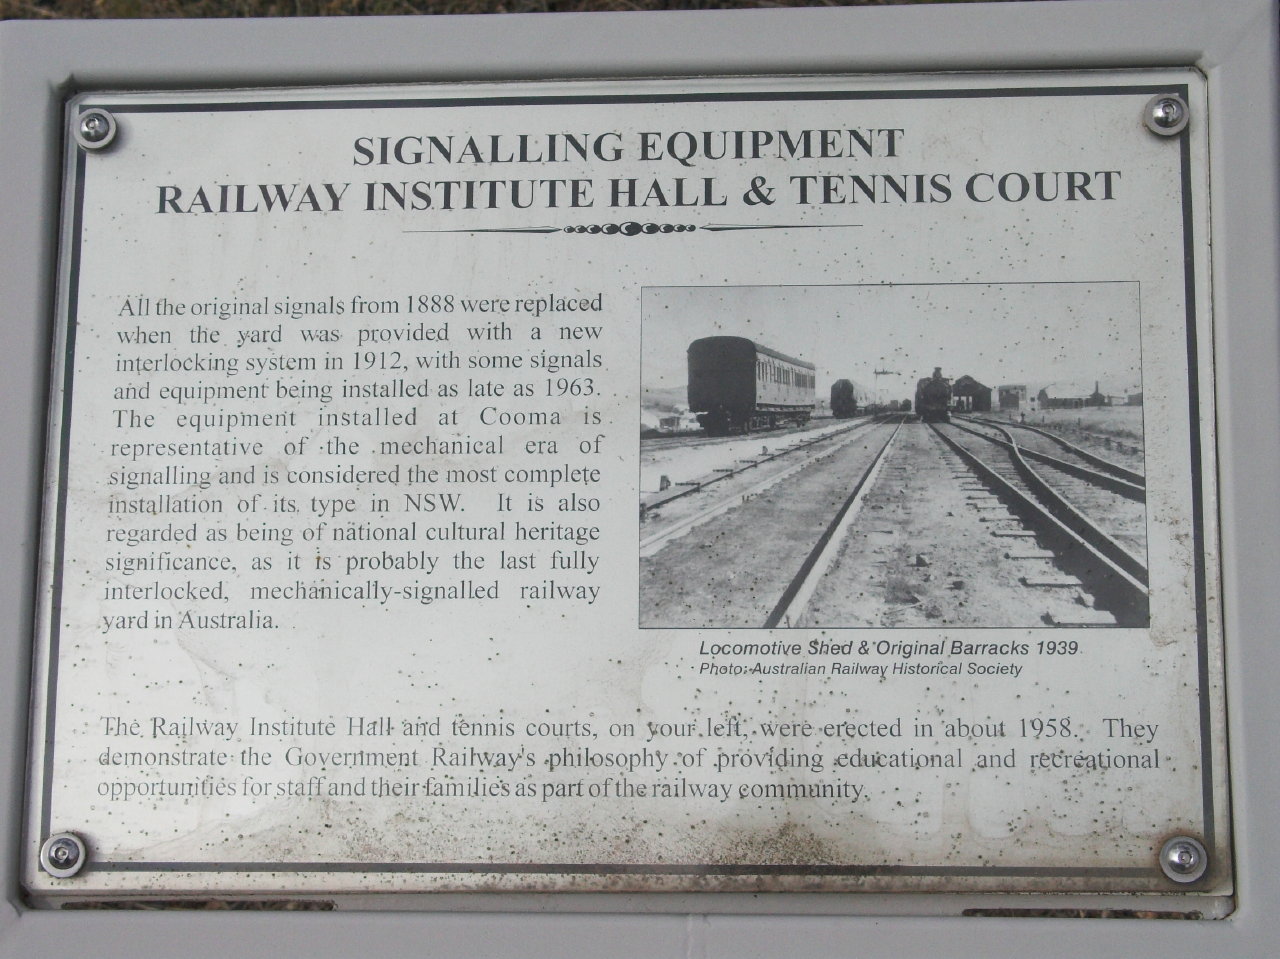 SIGNALLING EQUIPMENT
RAILWAY INSTITUTE HALL & TENNIS COURT
All the original signals from 1888 were replaced
when the yard was provided with a new
interlocking system in 1912, with some signals
and equipment being installed as late as 1963.
The equipment installed at Cooma is
representative of the mechanical era of
signalling and is considered the most complete
installation of its type in NSW. It is also
regarded as being of national cultural heritage
significance, as it is probably the last fully
interlocked, mechanically-signalled railway
yard in Australia.
Locomotive Shed & Original Barracks 1939
Photo: Australian Railway Historical Society
The Railway Institute Hall and tennis courts, on your left, were erected in about 1958. They
demonstrate the Government Railway's philosophy of providing educational and recreational
opportunities for staff and their families as part of the railway community.